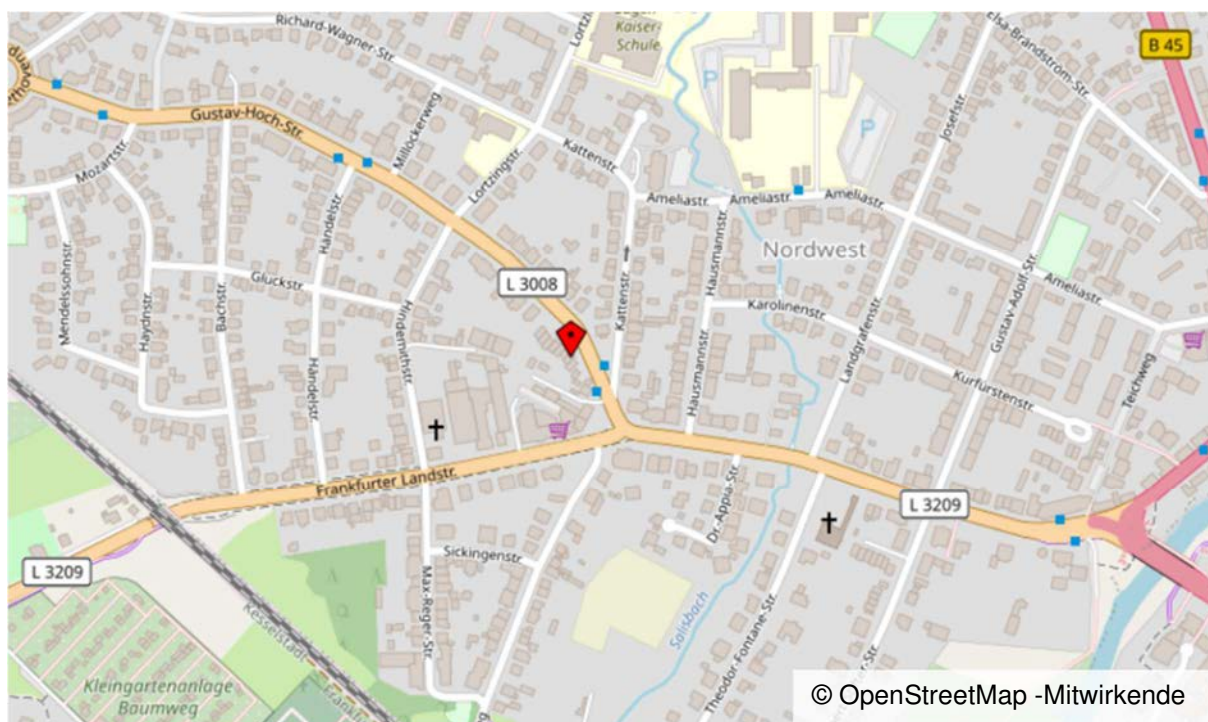 Kaiser-
Schule
Richard-Wagner-Str.
Elsa-Brändström-Str.
B 45
P
P
Gustav-Hoch-Str.
Millöckerweg
Josefstr.
Mozartstr.
Lortzingstr.
Kattenstr.
Ameliastr.
Ameliastr.
Ameliastr.
Händelstr.
Hausmannstr.
Nordwest
Mendelssohnstr.
Haydnstr.
Bachstr.
Gluckstr.
L 3008
Kattenstr.
Karolinenstr.
Gustav-Adolf-Str.
Ameliastr.
Hindemithstr.
Landgrafenstr.
Händelstr.
Hausmannstr.
Kurfürstenstr.
Teichweg
Frankfurter Landstr.
Dr.-Appia-Str.
L 3209
L 3209
Sickingenstr.
Max-Reger-Str.
Salisbach
Theodor-Fontane-Str.
Kesselstadt
Kleingartenanlage
Baumweg
© OpenStreetMap -Mitwirkende